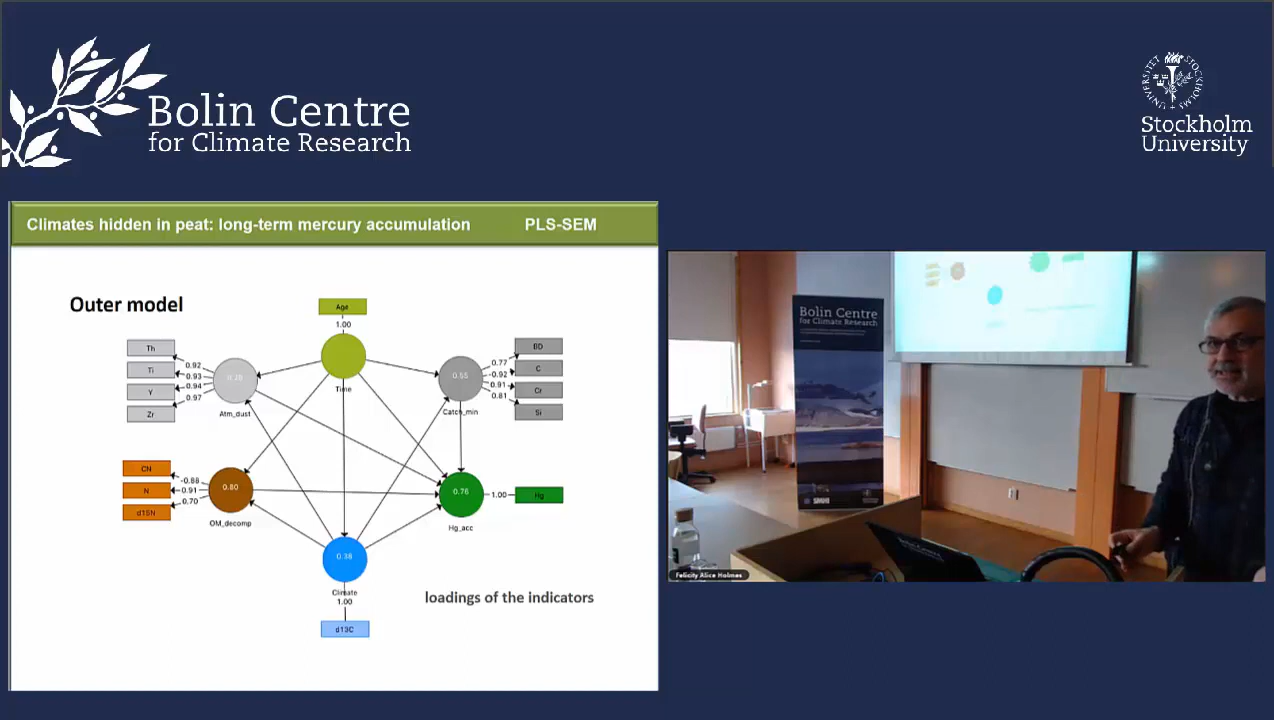 Bolin Centre
for Climate Research
Stockholm
University
Climates hidden in peat: long-term mercury accumulation PLS-SEM
Outer model
Age
1.00
Time
Th
Ti
Y
Zr
0.92
0.93
0.94
0.97
0.29
Atm_dust
BD
C
Cr
Si
0.77
-0.92
0.91
0.81
0.55
Catch_min
CN
N
d15N
-0.88
0.91
0.70
0.80
OM_decomp
0.76
Hg_acc
1.00
Hg
0.38
Climate
1.00
d13C
loadings of the indicators
Bolin Centre
for Climate Research
Felicity Alice Holmes